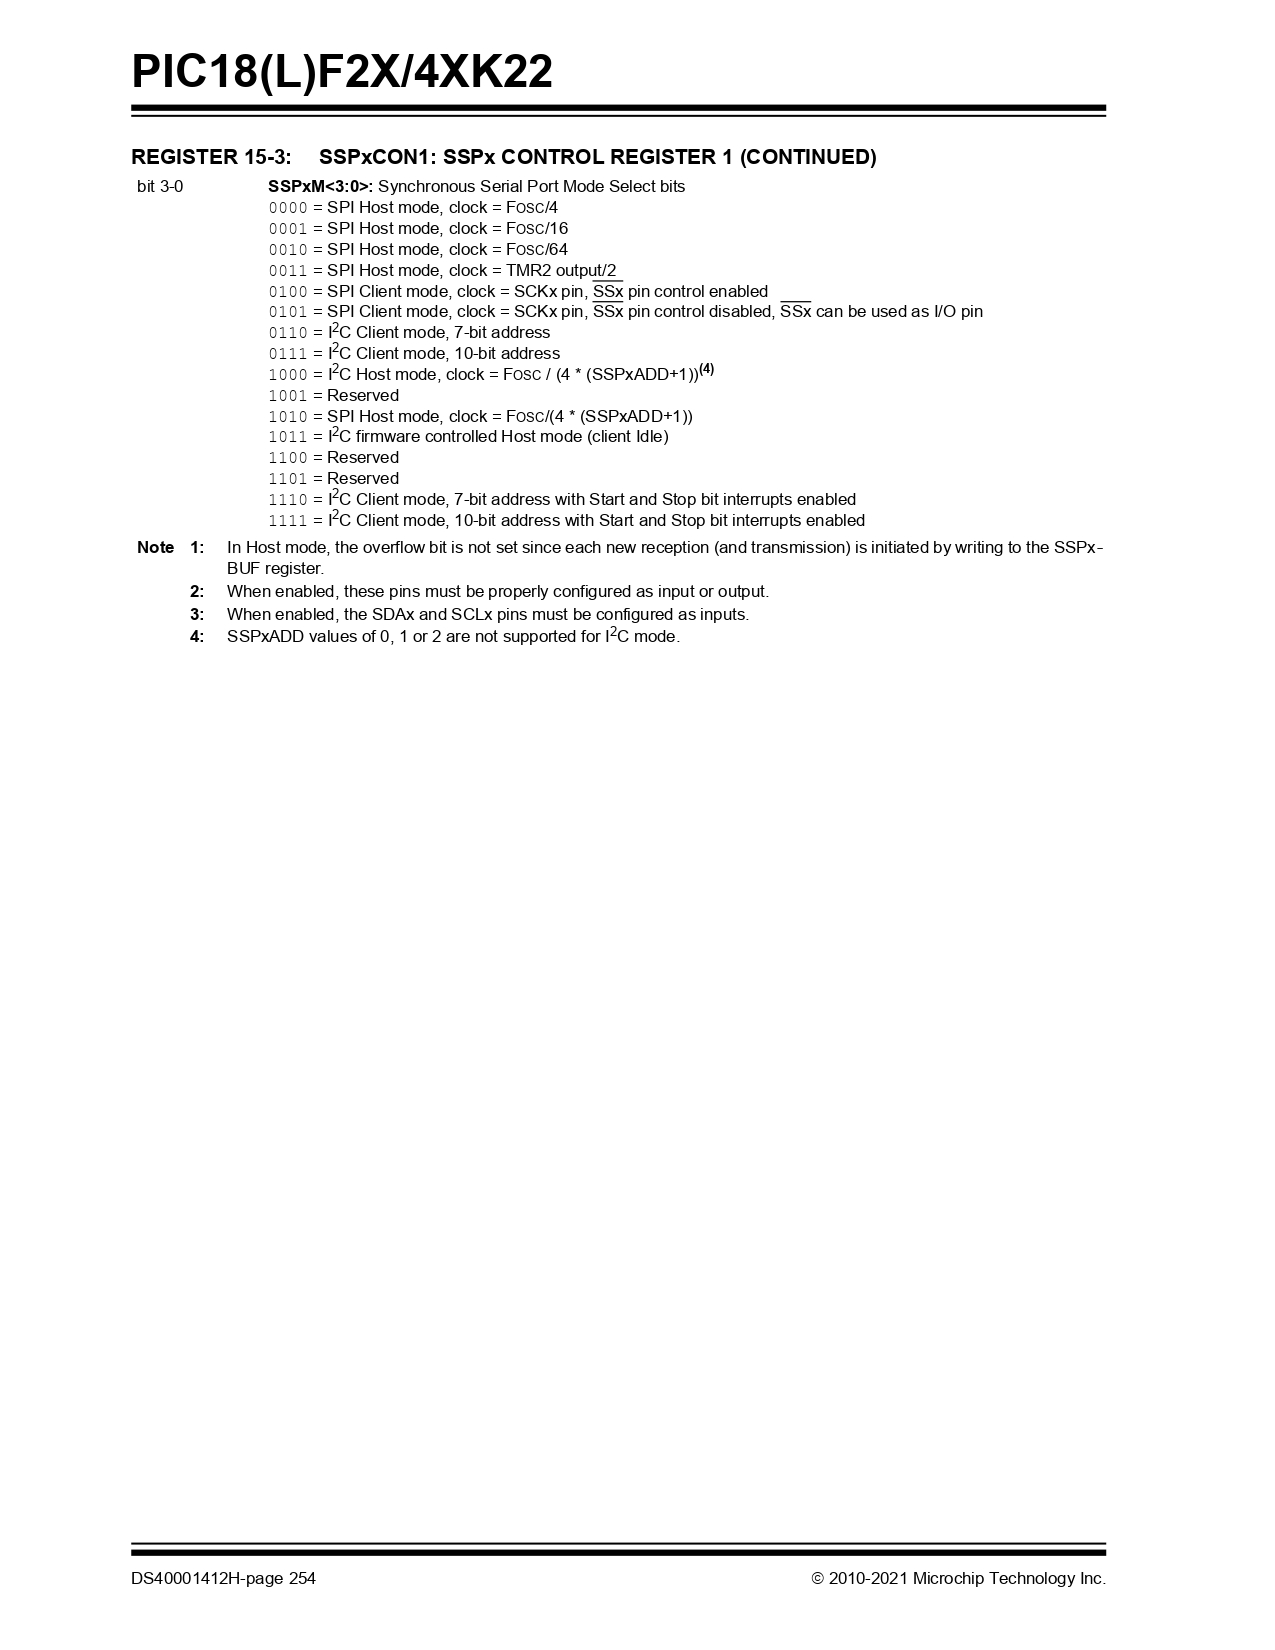 PIC18(L)F2X/4XK22
REGISTER 15-3: SSPxCON1: SSPx CONTROL REGISTER 1 (CONTINUED)
bit 3-0 SSPxM<3:0>: Synchronous Serial Port Mode Select bits
0000 = SPI Host mode, clock = FOSC/4
0001 = SPI Host mode, clock = FOSC/16
0010 = SPI Host mode, clock = FOSC/64
0011 = SPI Host mode, clock = TMR2 output/2
0100 = SPI Client mode, clock = SCKx pin, SSx pin control enabled
0101 = SPI Client mode, clock = SCKx pin, SSx pin control disabled, SSx can be used as I/O pin
0110 = I2C Client mode, 7-bit address
0111 = I2C Client mode, 10-bit address
1000 = I2C Host mode, clock = FOSC / (4 * (SSPxADD+1))(4)
1001 = Reserved
1010 = SPI Host mode, clock = FOSC/(4 * (SSPxADD+1))
1011 = I2C firmware controlled Host mode (client Idle)
1100 = Reserved
1101 = Reserved
1110 = I2C Client mode, 7-bit address with Start and Stop bit interrupts enabled
1111 = I2C Client mode, 10-bit address with Start and Stop bit interrupts enabled
Note 1: In Host mode, the overflow bit is not set since each new reception (and transmission) is initiated by writing to the SSPx-
BUF register.
2: When enabled, these pins must be properly configured as input or output.
3: When enabled, the SDAx and SCLx pins must be configured as inputs.
4: SSPxADD values of 0, 1 or 2 are not supported for I2C mode.
DS40001412H-page 254
© 2010-2021 Microchip Technology Inc.